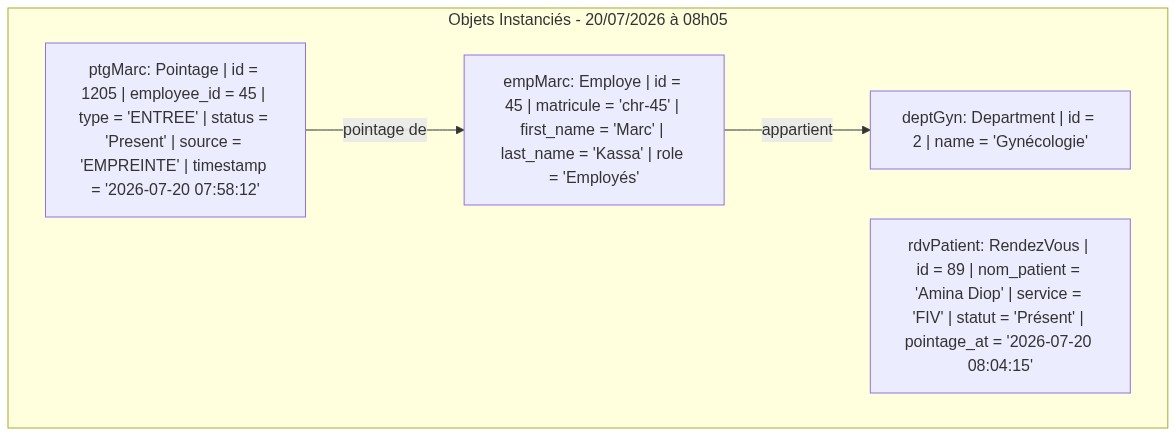 Objets Instanciés - 20/07/2026 à 08h05
ptgMarc: Pointage | id =
1205 | employee_id = 45 |
type = 'ENTREE' | status =
'Present' | source =
'EMPREINTE' | timestamp
= '2026-07-20 07:58:12'
pointage de
empMarc: Employe | id =
45 | matricule = 'chr-45' |
first_name = 'Marc' |
last_name = 'Kassa' | role
= 'Employés'
appartient
deptGyn: Department | id =
2 | name = 'Gynécologie'
rdvPatient: RendezVous |
id = 89 | nom_patient =
'Amina Diop' | service =
'FIV' | statut = 'Présent' |
pointage_at = '2026-07-20
08:04:15'